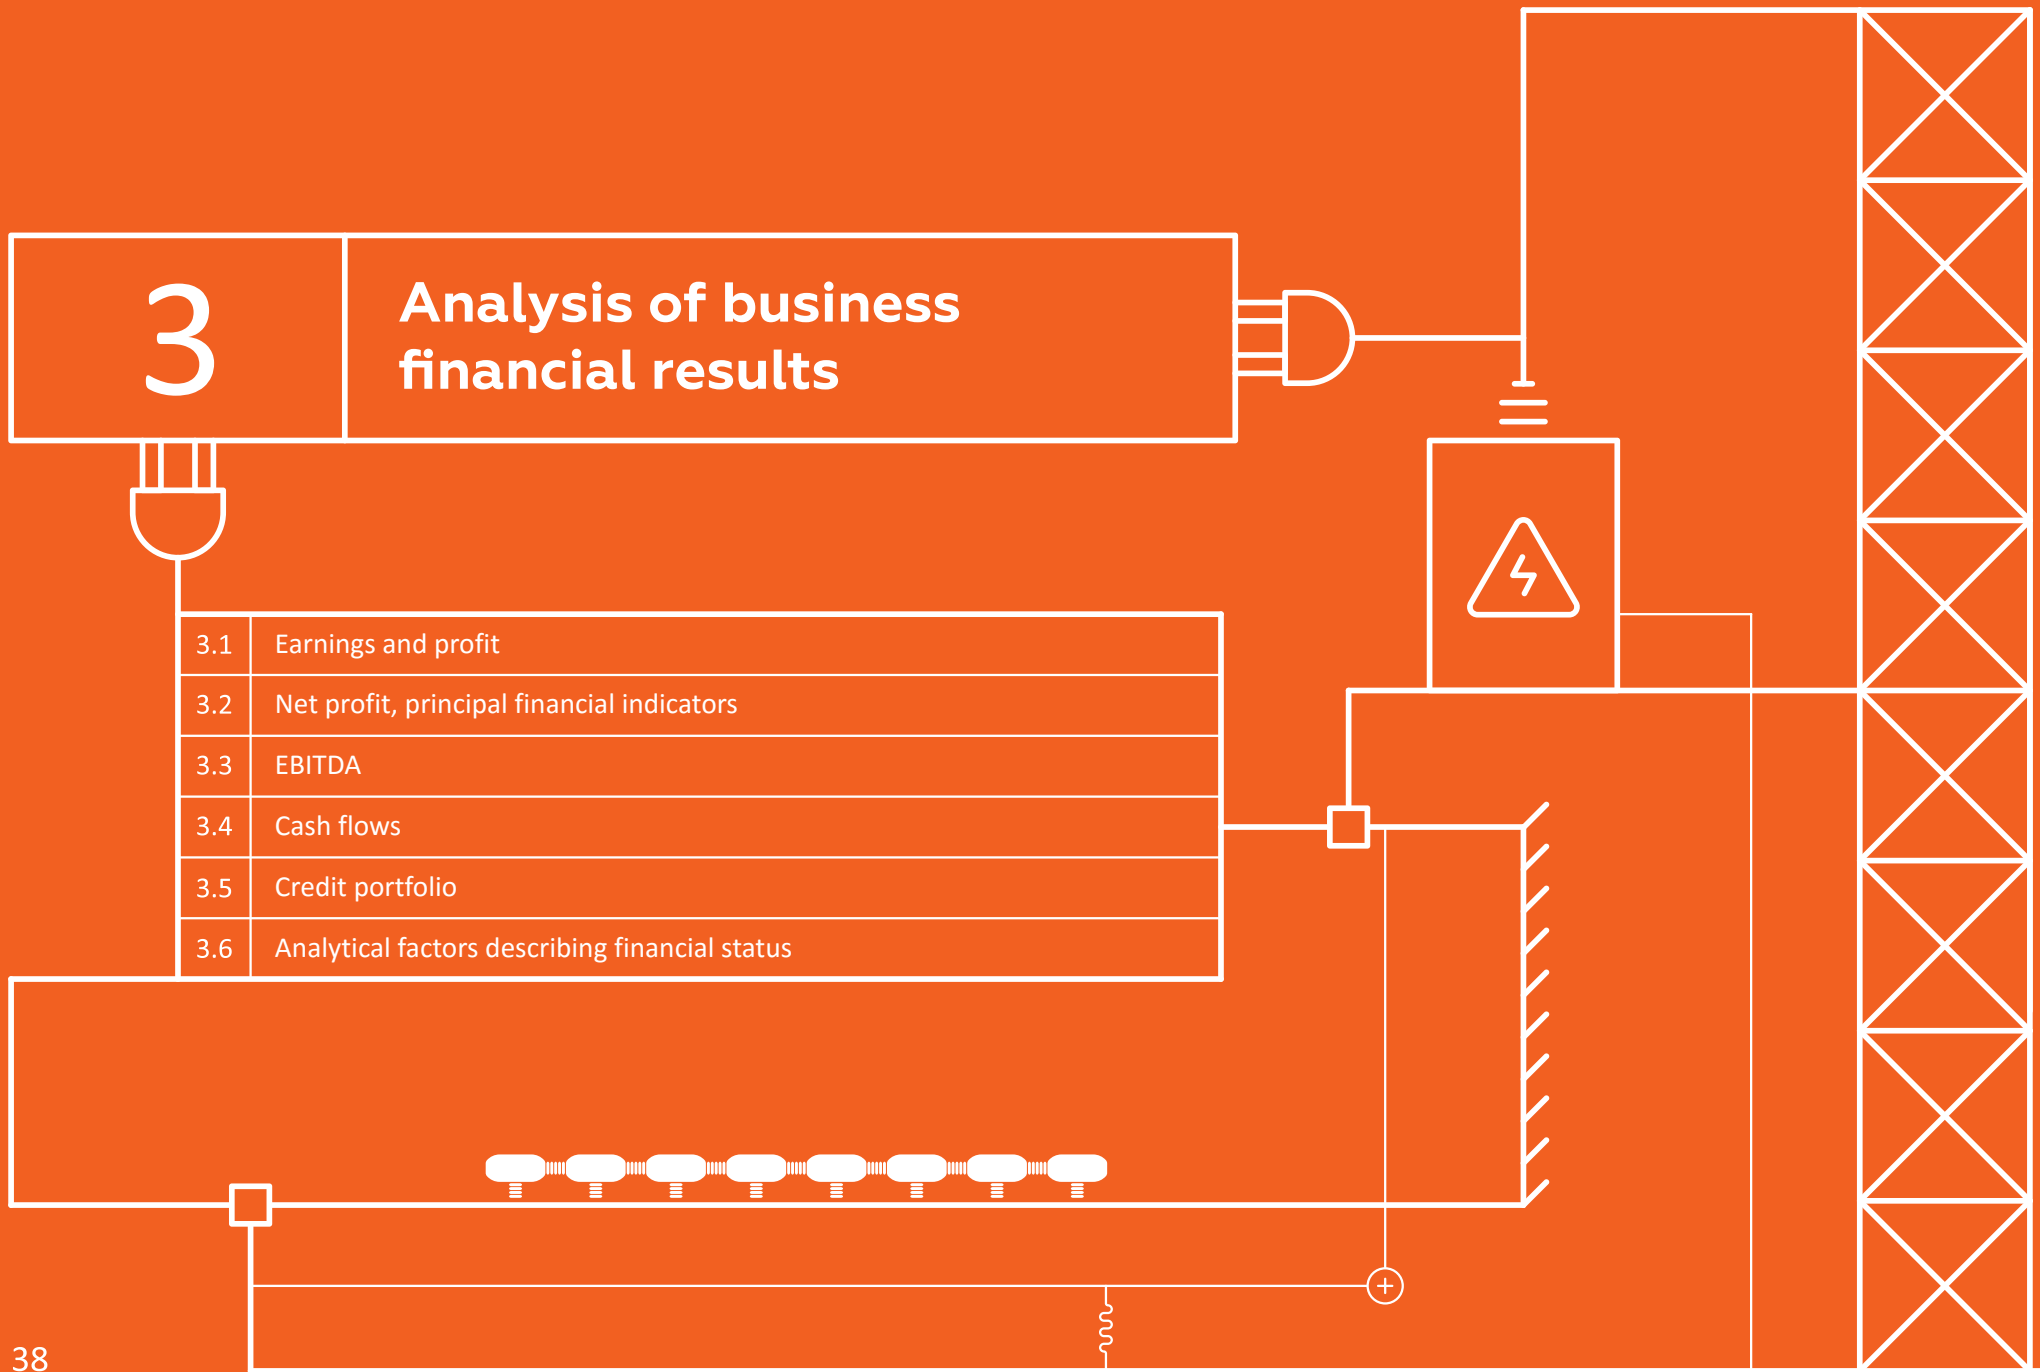 3
Analysis of business
financial results
3.1 Earnings and profit
3.2 Net profit, principal financial indicators
3.3 EBITDA
3.4 Cash flows
3.5 Credit portfolio
3.6 Analytical factors describing financial status
38